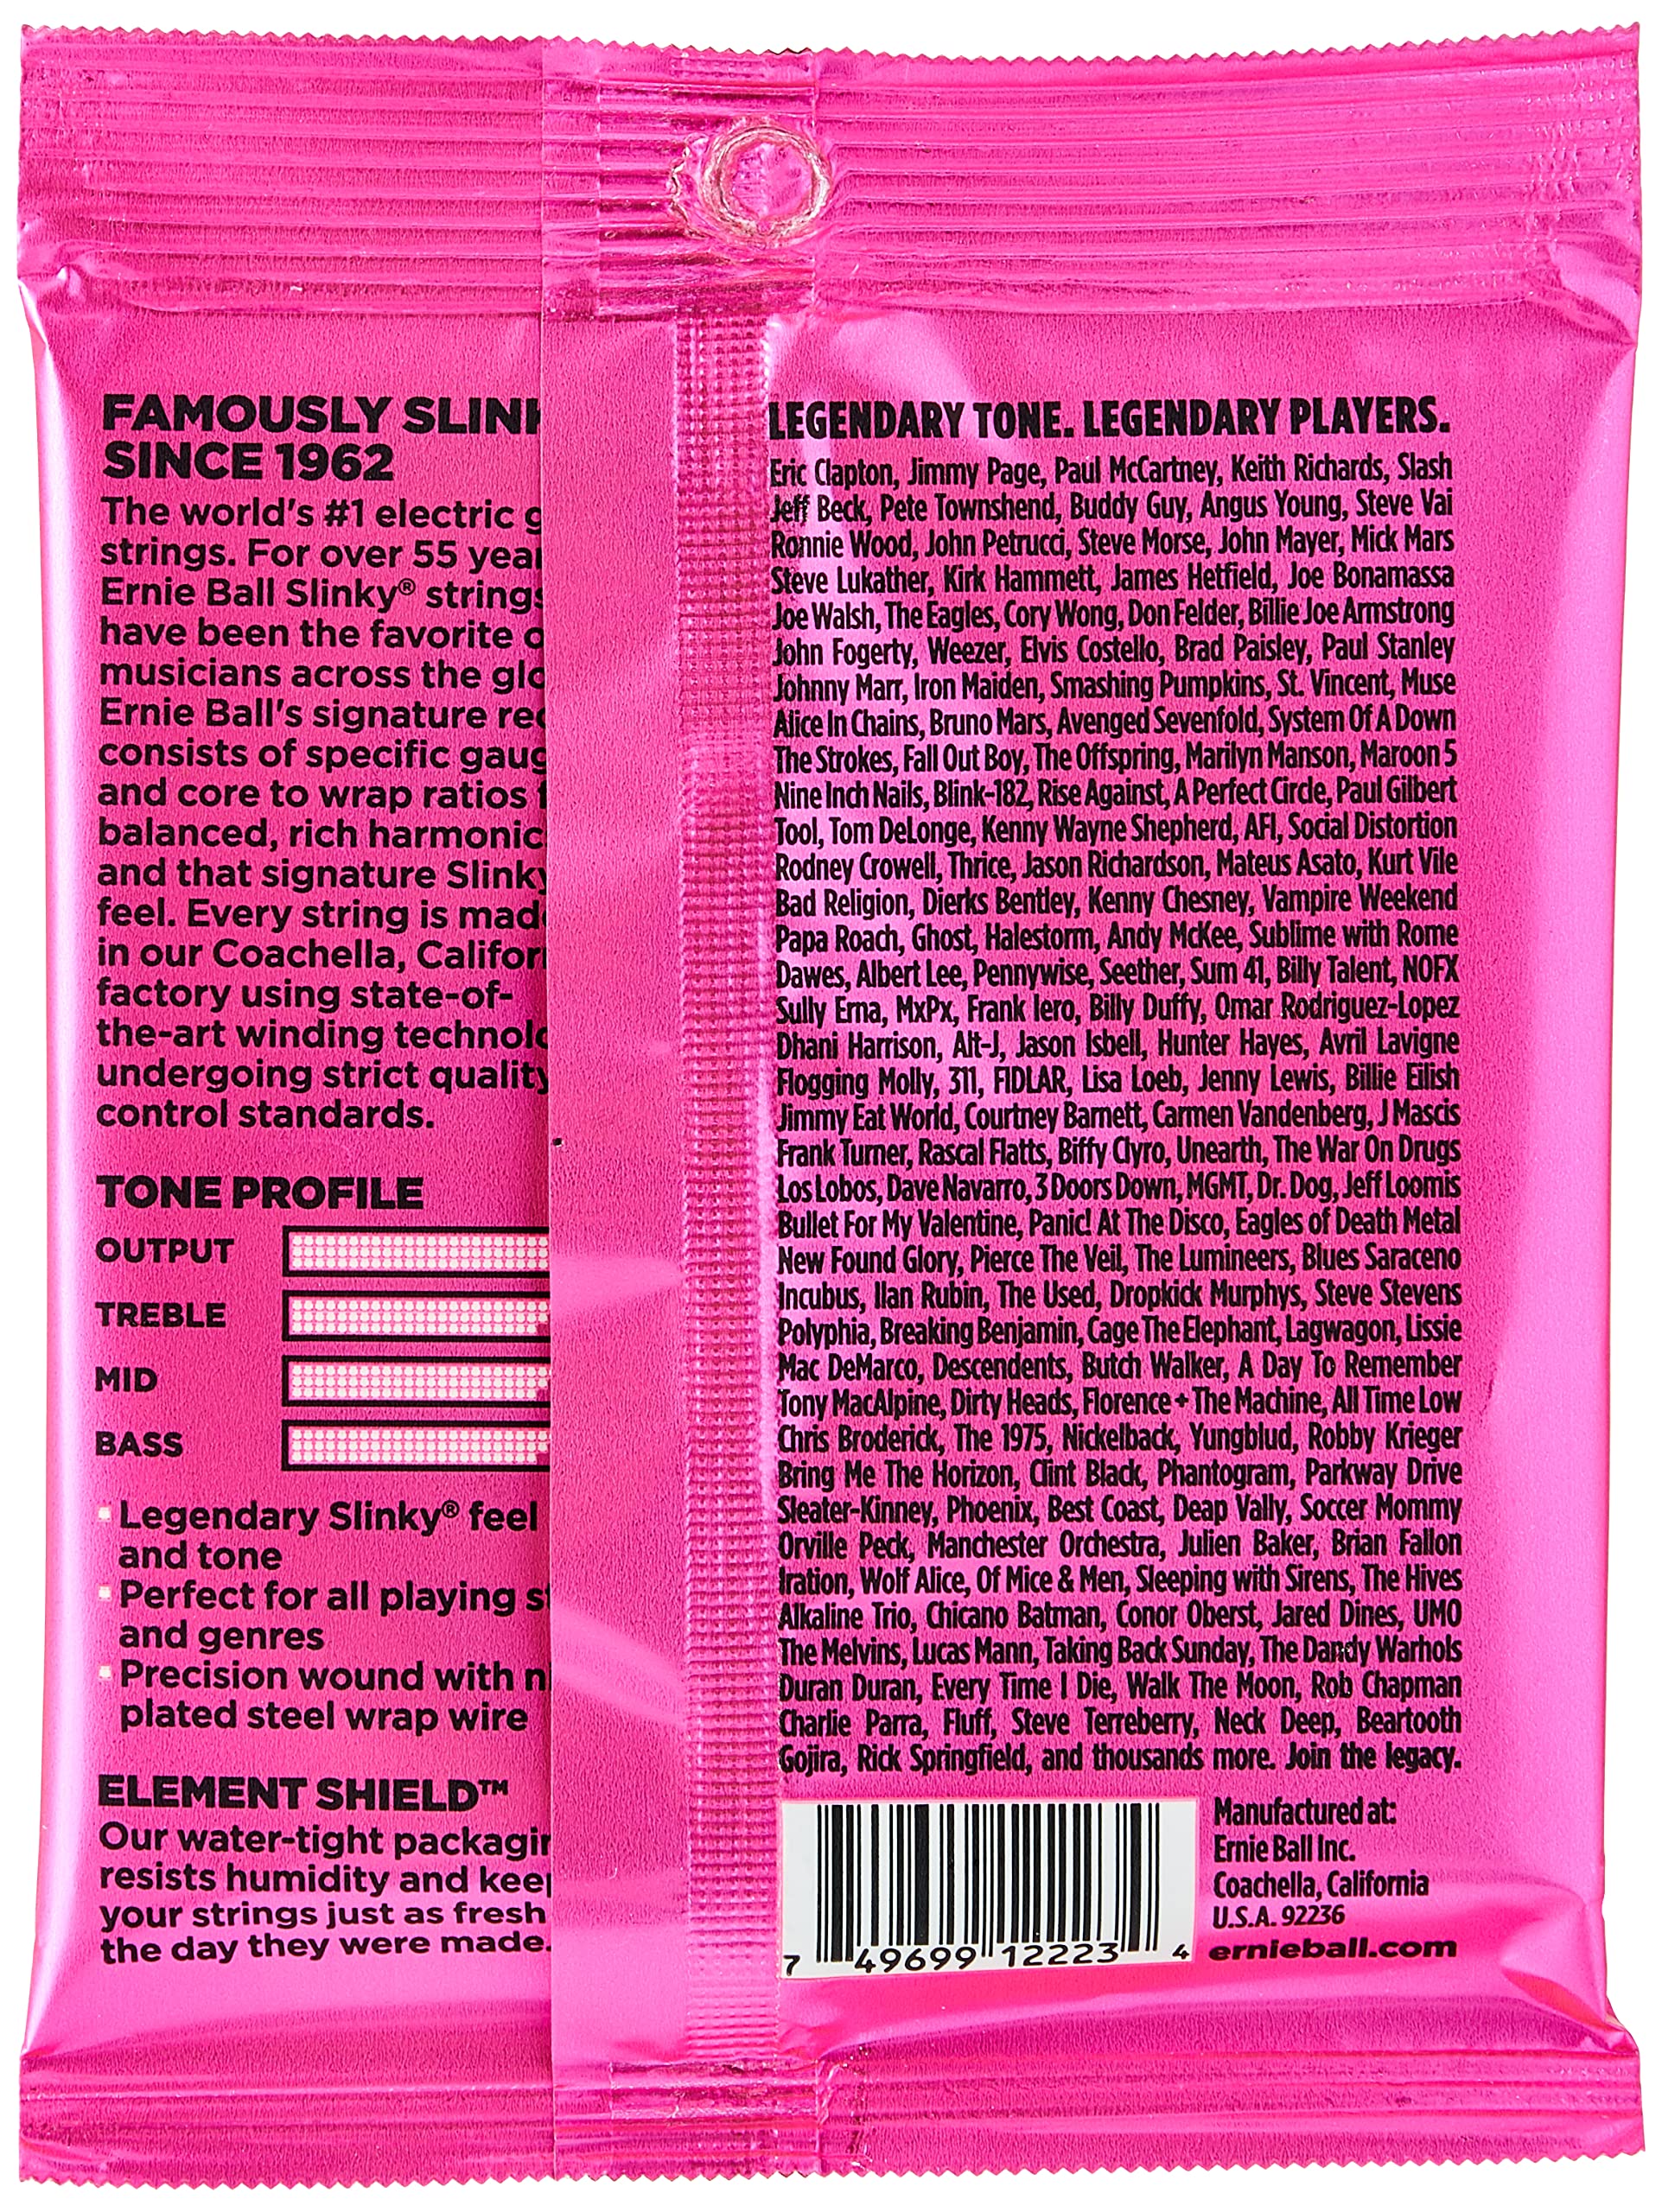 FAMOUSLY SLINK
SINCE 1962
The world's #1 electric g
strings. For over 55 year
Ernie Ball Slinky® strings
have been the favorite o
musicians across the glo
Ernie Ball's signature rec
consists of specific gaug
and core to wrap ratios f
balanced, rich harmonic
and that signature Slinky
feel. Every string is made
in our Coachella, Califor
factory using state-of-
the-art winding technolo
undergoing strict quality
control standards.
TONE PROFILE
OUTPUT
TREBLE
MID
BASS
Legendary Slinky® feel
and tone
Perfect for all playing st
and genres
Precision wound with n
plated steel wrap wire
ELEMENT SHIELD™
Our water-tight packagin
resists humidity and keep
your strings just as fresh
the day they were made.
LEGENDARY TONE. LEGENDARY PLAYERS.
Eric Clapton, Jimmy Page, Paul McCartney, Keith Richards, Slash
Jeff Beck, Pete Townshend, Buddy Guy, Angus Young, Steve Vai
Ronnie Wood, John Petrucci, Steve Morse, John Mayer, Mick Mars
Steve Lukather, Kirk Hammett, James Hetfield, Joe Bonamassa
Joe Walsh, The Eagles, Cory Wong, Don Felder, Billie Joe Armstrong
John Fogerty, Weezer, Elvis Costello, Brad Paisley, Paul Stanley
Johnny Marr, Iron Maiden, Smashing Pumpkins, St. Vincent, Muse
Alice In Chains, Bruno Mars, Avenged Sevenfold, System Of A Down
The Strokes, Fall Out Boy, The Offspring, Marilyn Manson, Maroon 5
Nine Inch Nails, Blink-182, Rise Against, A Perfect Circle, Paul Gilbert
Tool, Tom DeLonge, Kenny Wayne Shepherd, AFI, Social Distortion
Rodney Crowell, Thrice, Jason Richardson, Mateus Asato, Kurt Vile
Bad Religion, Dierks Bentley, Kenny Chesney, Vampire Weekend
Papa Roach, Ghost, Halestorm, Andy McKee, Sublime with Rome
Dawes, Albert Lee, Pennywise, Seether, Sum 41, Billy Talent, NOFX
Sully Erna, MxPx, Frank Iero, Billy Duffy, Omar Rodriguez-Lopez
Dhani Harrison, Alt-J, Jason Isbell, Hunter Hayes, Avril Lavigne
Flogging Molly, 311, FIDLAR, Lisa Loeb, Jenny Lewis, Billie Eilish
Jimmy Eat World, Courtney Barnett, Carmen Vandenberg, J Mascis
Frank Turner, Rascal Flatts, Biffy Clyro, Unearth, The War On Drugs
Los Lobos, Dave Navarro, 3 Doors Down, MGMT, Dr. Dog, Jeff Loomis
Bullet For My Valentine, Panic! At The Disco, Eagles of Death Metal
New Found Glory, Pierce The Veil, The Lumineers, Blues Saraceno
Incubus, Ilan Rubin, The Used, Dropkick Murphys, Steve Stevens
Polyphia, Breaking Benjamin, Cage The Elephant, Lagwagon, Lissie
Mac DeMarco, Descendents, Butch Walker, A Day To Remember
Tony MacAlpine, Dirty Heads, Florence + The Machine, All Time Low
Chris Broderick, The 1975, Nickelback, Yungblud, Robby Krieger
Bring Me The Horizon, Clint Black, Phantogram, Parkway Drive
Sleater-Kinney, Phoenix, Best Coast, Deap Vally, Soccer Mommy
Orville Peck, Manchester Orchestra, Julien Baker, Brian Fallon
Iration, Wolf Alice, Of Mice & Men, Sleeping with Sirens, The Hives
Alkaline Trio, Chicano Batman, Conor Oberst, Jared Dines, UMO
The Melvins, Lucas Mann, Taking Back Sunday, The Dandy Warhols
Duran Duran, Every Time I Die, Walk The Moon, Rob Chapman
Charlie Parra, Fluff, Steve Terreberry, Neck Deep, Beartooth
Gojira, Rick Springfield, and thousands more. Join the legacy.
7 49699 12223 4
Manufactured at:
Ernie Ball Inc.
Coachella, California
U.S.A. 92236
ernieball.com